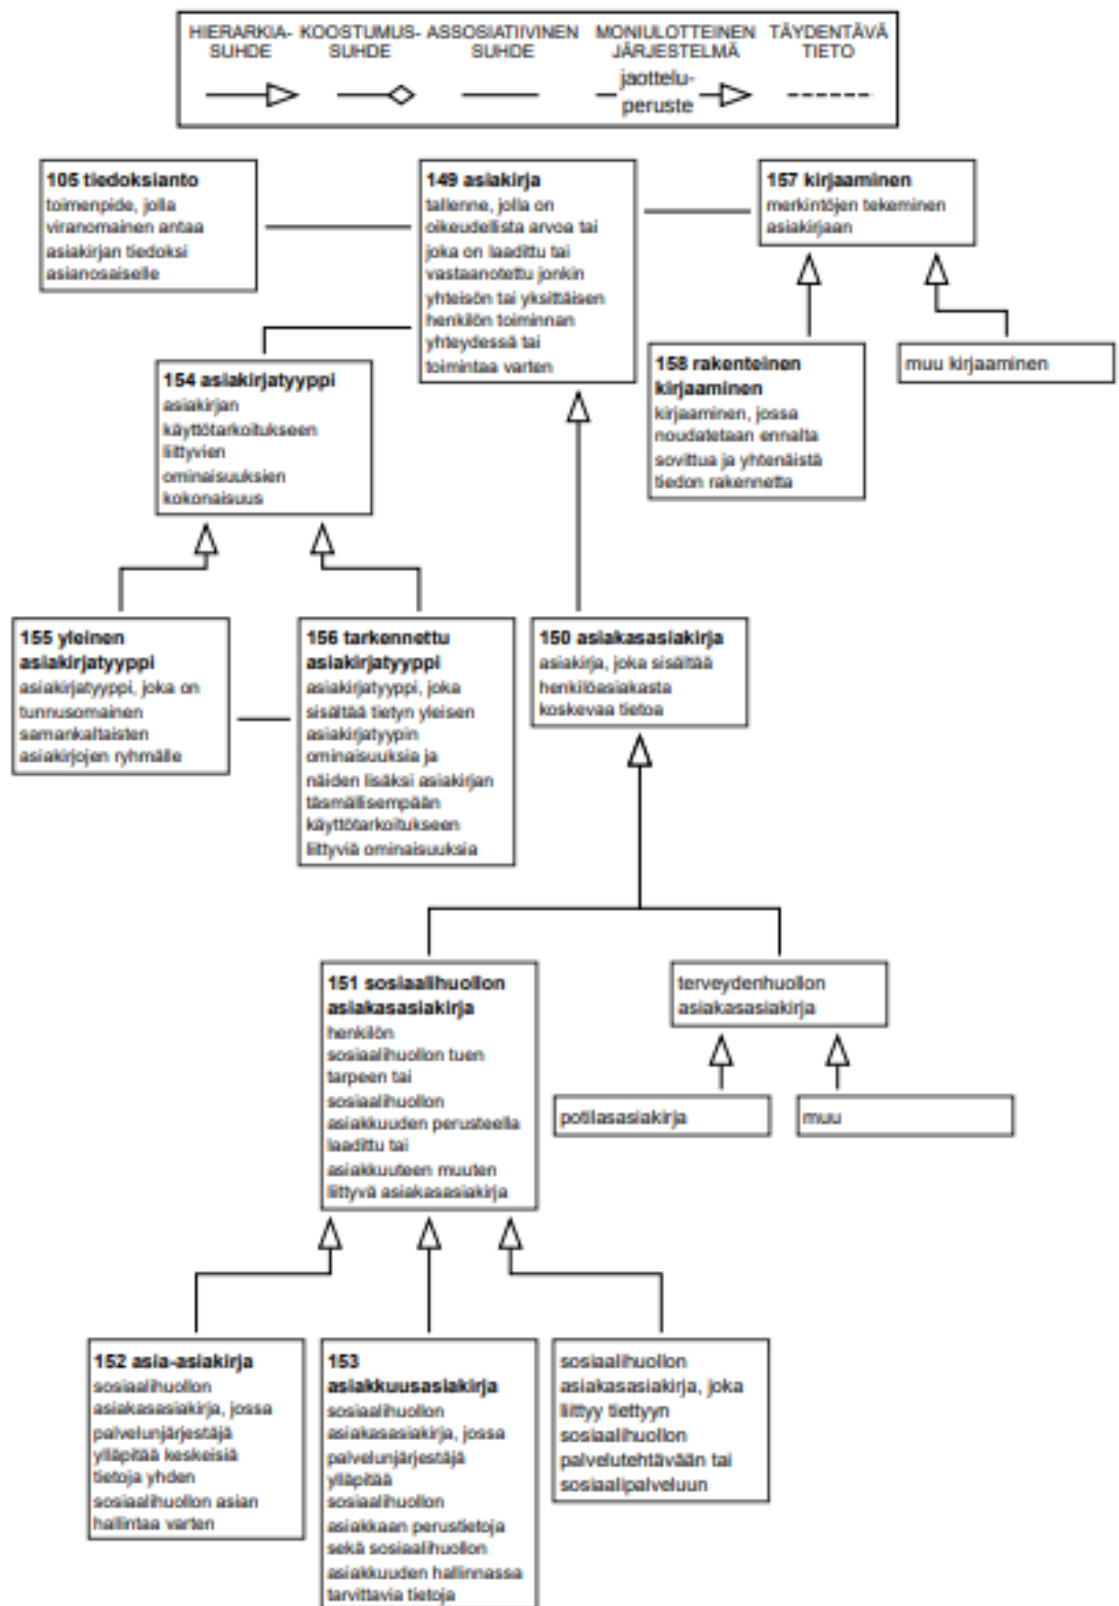 HIERARKIA-
SUHDE
KOOSTUMUS-
SUHDE
ASSOSIATIIVINEN
SUHDE
MONIULOTTEINEN
JÄRJESTELMÄ
TÄYDENTÄVÄ
TIETO
jaottelu-
peruste
105 tiedoksianto
toimenpide, jolla
viranomainen antaa
asiakirjan tiedoksi
asianosaiselle
149 asiakirja
tallenne, jolla on
oikeudellista arvoa tai
joka on laadittu tai
vastaanotettu jonkin
yhteisön tai yksittäisen
henkilön toiminnan
yhteydessä tai
toimintaa varten
157 kirjaaminen
merkintöjen tekeminen
asiakirjaan
154 asiakirjatyyppi
asiakirjan
käyttötarkoitukseen
liittyvien
ominaisuuksien
kokonaisuus
158 rakenteinen
kirjaaminen
kirjaaminen, jossa
noudatetaan ennalta
sovittua ja yhtenäistä
tiedon rakennetta
muu kirjaaminen
155 yleinen
asiakirjatyyppi
asiakirjatyyppi, joka on
tunnusomainen
samankaltaisten
asiakirjojen ryhmälle
156 tarkennettu
asiakirjatyyppi
asiakirjatyyppi, joka
sisältää tietyn yleisen
asiakirjatyypin
ominaisuuksia ja
näiden lisäksi asiakirjan
täsmällisempään
käyttötarkoitukseen
liittyviä ominaisuuksia
150 asiakasasiakirja
asiakirja, joka sisältää
henkilöasiakasta
koskevaa tietoa
151 sosiaalihuollon
asiakasasiakirja
henkilön
sosiaalihuollon tuen
tarpeen tai
sosiaalihuollon
asiakkuuden perusteella
laadittu tai
asiakkuuteen muuten
liittyvä asiakasasiakirja
terveydenhuollon
asiakasasiakirja
potilasasiakirja
muu
152 asia-asiakirja
sosiaalihuollon
asiakasasiakirja, jossa
palvelunjärjestäjä
ylläpitää keskeisiä
tietoja yhden
sosiaalihuollon asian
hallintaa varten
153
asiakkuusasiakirja
sosiaalihuollon
asiakasasiakirja, jossa
palvelunjärjestäjä
ylläpitää
sosiaalihuollon
asiakkaan perustietoja
sekä sosiaalihuollon
asiakkuuden hallinnassa
tarvittavia tietoja
sosiaalihuollon
asiakasasiakirja, joka
liittyy tiettyyn
sosiaalihuollon
palvelutehtävään tai
sosiaalipalveluun